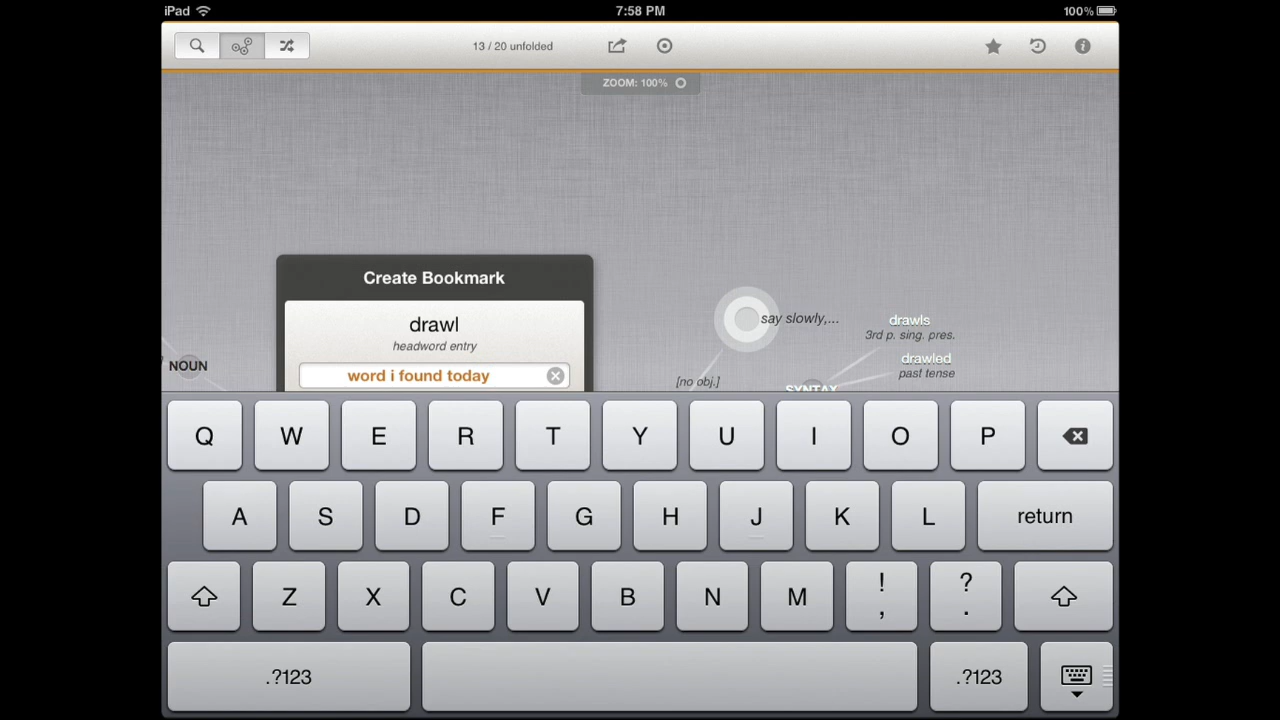 iPad 7:58 PM 100%
13 / 20 unfolded
ZOOM: 100%
Create Bookmark
drawl
headword entry
word i found today
NOUN
say slowly,...
drawls
3rd p. sing. pres.
drawled
past tense
[no obj.]
SYNTAX
Q W E R T Y U I O P
A S D F G H J K L return
Z X C V B N M ! , ? .
.?123 .?123